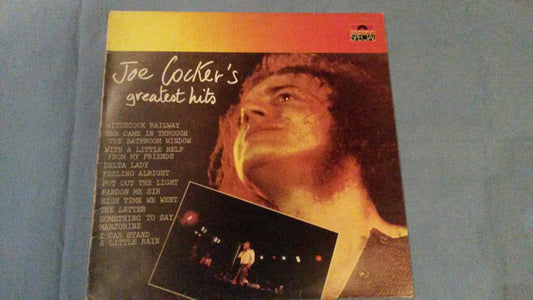 SPECIAL
Joe Cocker's
greatest hits
HITCHCOCK RAILWAY
SHE CAME IN THROUGH
THE BATHROOM WINDOW
WITH A LITTLE HELP
FROM MY FRIENDS
DELTA LADY
FEELING ALRIGHT
PUT OUT THE LIGHT
PARDON ME SIR
HIGH TIME WE WENT
THE LETTER
SOMETHING TO SAY
MARJORINE
I CAN STAND
A LITTLE RAIN